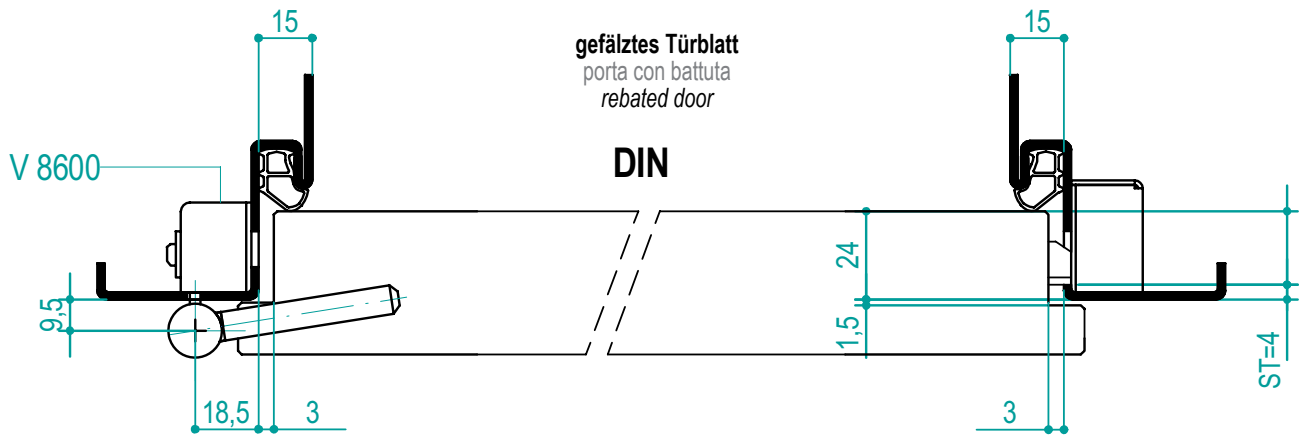 15
gefälztes Türblatt
porta con battuta
rebated door
15
V 8600
DIN
24
9,5
1,5
ST=4
18,5
3
3